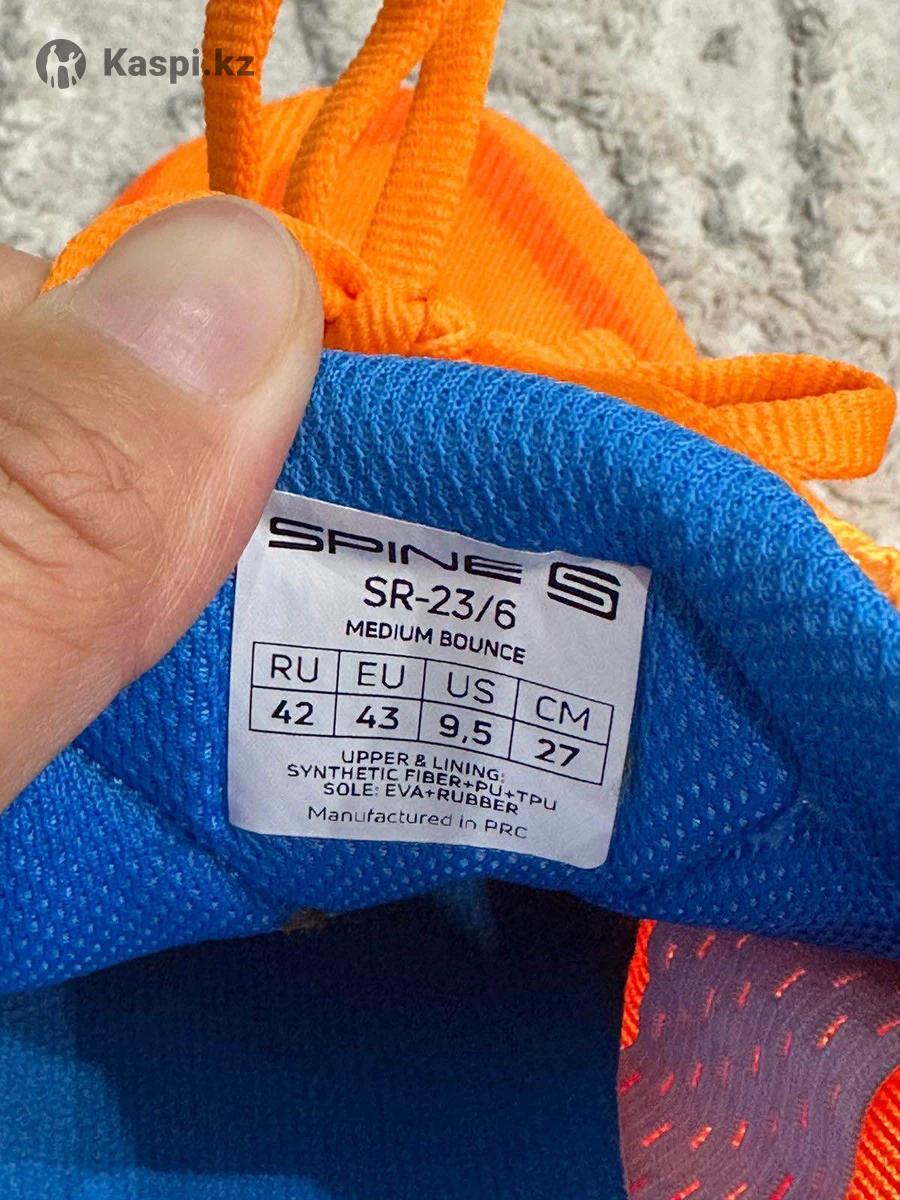 Kaspi.kz
SPINE S
SR-23/6
MEDIUM BOUNCE
RU EU US CM
42 43 9,5 27
UPPER & LINING:
SYNTHETIC FIBER+PU+TPU
SOLE: EVA+RUBBER
Manufactured in PRC